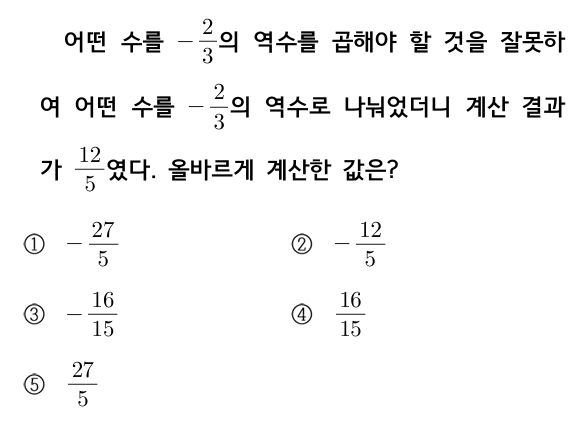 어떤 수를 $-\frac{2}{3}$의 역수를 곱해야 할 것을 잘못하
여 어떤 수를 $-\frac{2}{3}$의 역수로 나눴었더니 계산 결과
가 $\frac{12}{5}$였다. 올바르게 계산한 값은?
① $-\frac{27}{5}$ ② $-\frac{12}{5}$
③ $-\frac{16}{15}$ ④ $\frac{16}{15}$
⑤ $\frac{27}{5}$